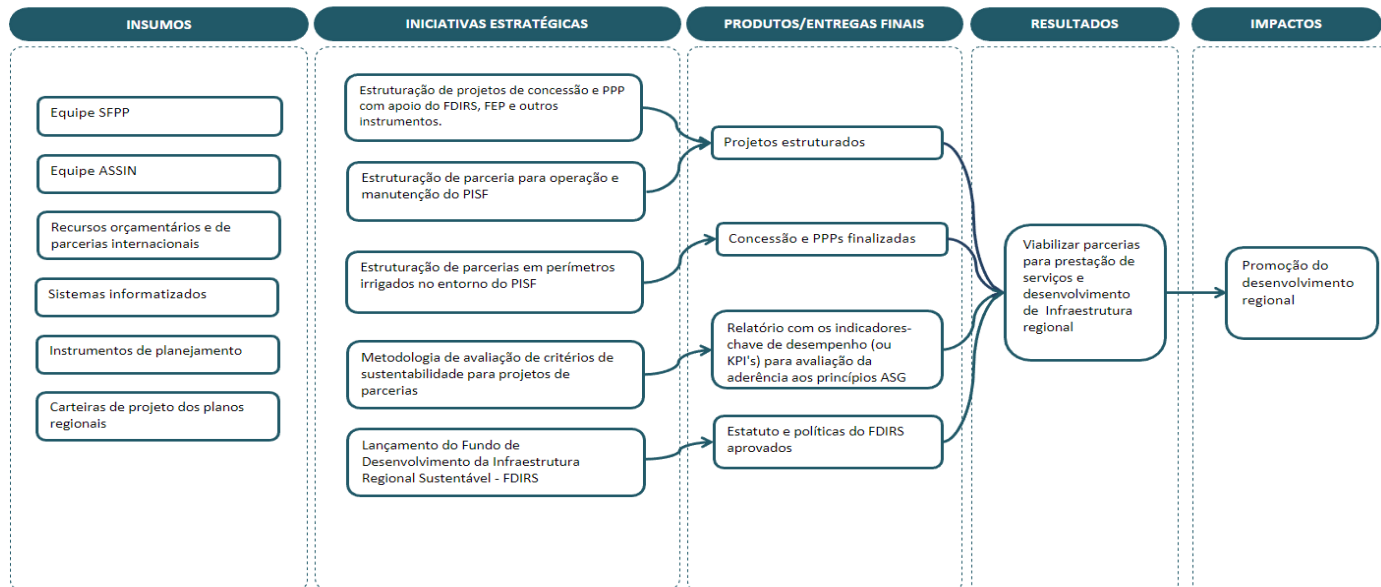 INSUMOS
Equipe SFPP
Equipe ASSIN
Recursos orçamentários e de
parcerias internacionais
Sistemas informatizados
Instrumentos de planejamento
Carteiras de projeto dos planos
regionais
INICIATIVAS ESTRATÉGICAS
Estruturação de projetos de concessão e PPP
com apoio do FDIRS, FEP e outros
instrumentos.
Estruturação de parceria para operação e
manutenção do PISF
Estruturação de parcerias em perímetros
irrigados no entorno do PISF
Metodologia de avaliação de critérios de
sustentabilidade para projetos de
parcerias
Lançamento do Fundo de
Desenvolvimento da Infraestrutura
Regional Sustentável - FDIRS
PRODUTOS/ENTREGAS FINAIS
Projetos estruturados
Concessão e PPPs finalizadas
Relatório com os indicadores-
chave de desempenho (ou
KPI's) para avaliação da
aderência aos princípios ASG
Estatuto e políticas do FDIRS
aprovados
RESULTADOS
Viabilizar parcerias
para prestação de
serviços e
desenvolvimento
de Infraestrutura
regional
IMPACTOS
Promoção do
desenvolvimento
regional